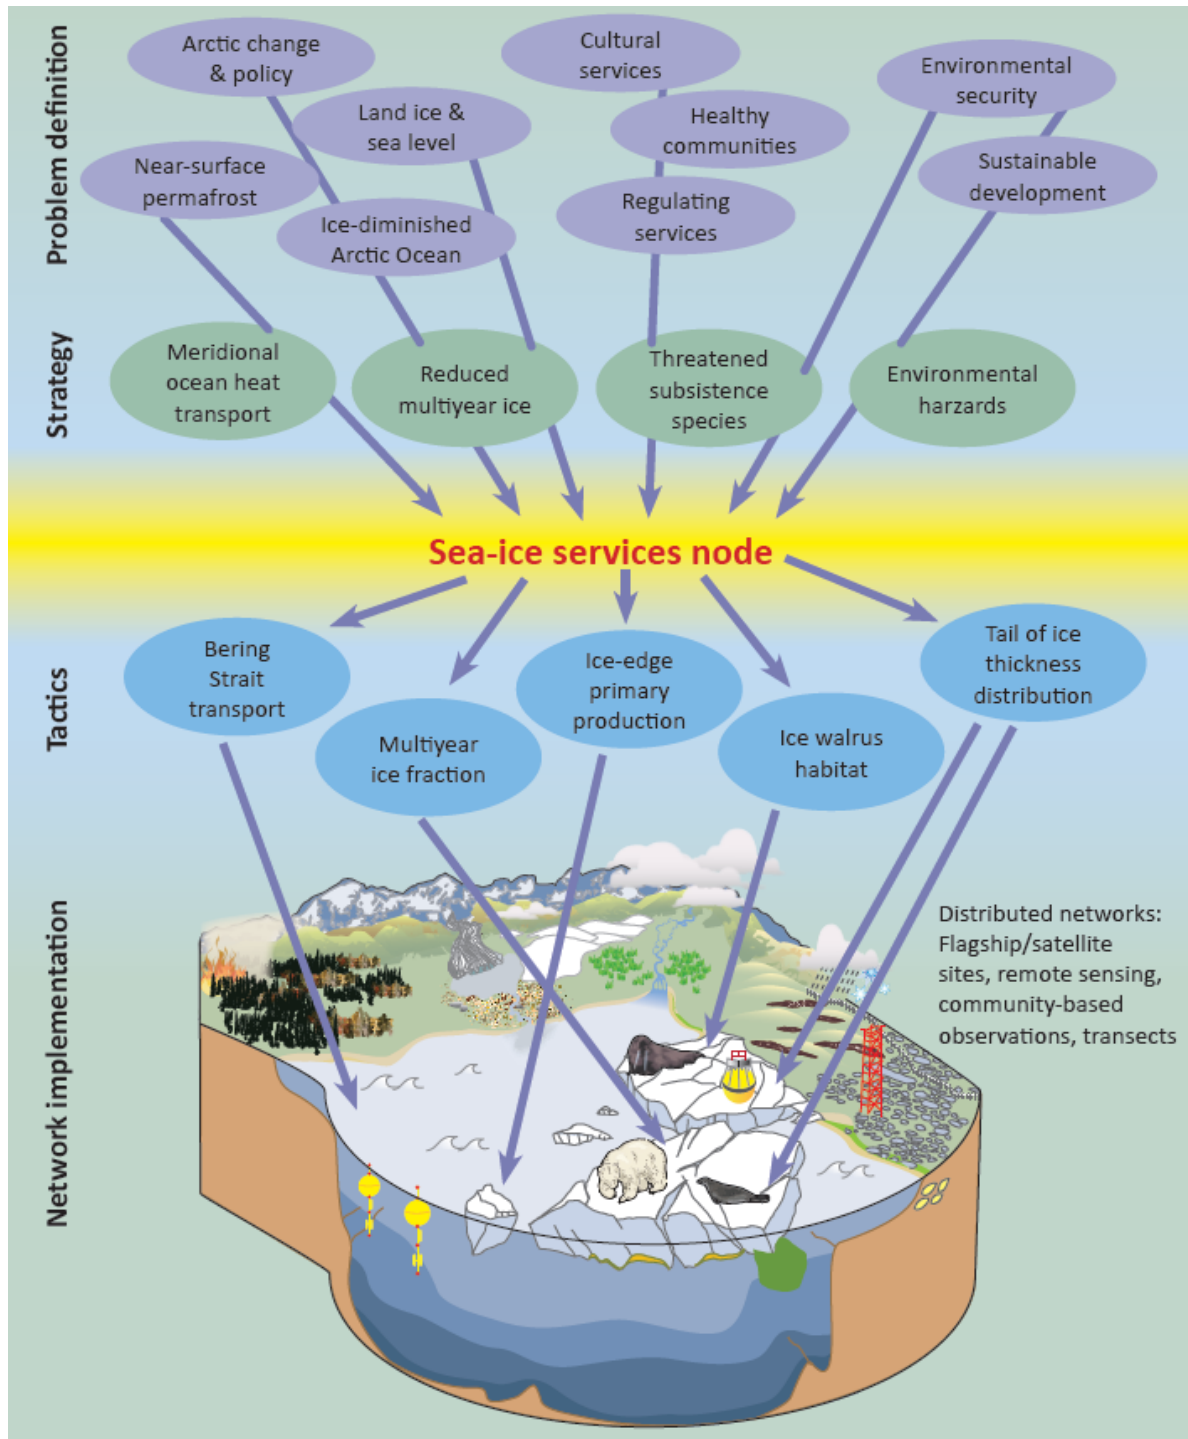 Problem definition
Arctic change
& policy
Cultural
services
Environmental
security
Land ice &
sea level
Healthy
communities
Near-surface
permafrost
Sustainable
development
Ice-diminished
Arctic Ocean
Regulating
services
Strategy
Meridional
ocean heat
transport
Reduced
multiyear ice
Threatened
subsistence
species
Environmental
harzards
Sea-ice services node
Tactics
Bering
Strait
transport
Multiyear
ice fraction
Ice-edge
primary
production
Ice walrus
habitat
Tail of ice
thickness
distribution
Network implementation
Distributed networks:
Flagship/satellite
sites, remote sensing,
community-based
observations, transects